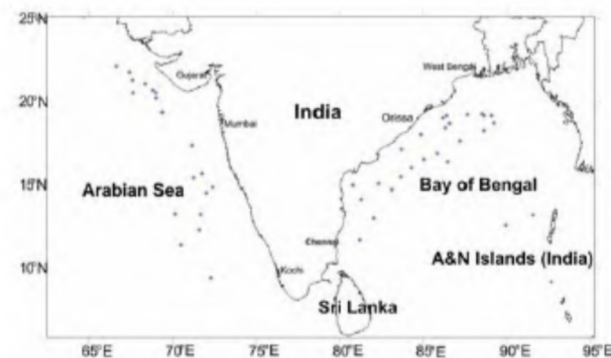 25°N
West Bengal
Gujarat
20°N
India
Orissa
Mumbai
Arabian Sea
15°N
Bay of Bengal
Chennai
A&N Islands (India)
10°N
Kochi
Sri Lanka
65°E 70°E 75°E 80°E 85°E 90°E 95°E